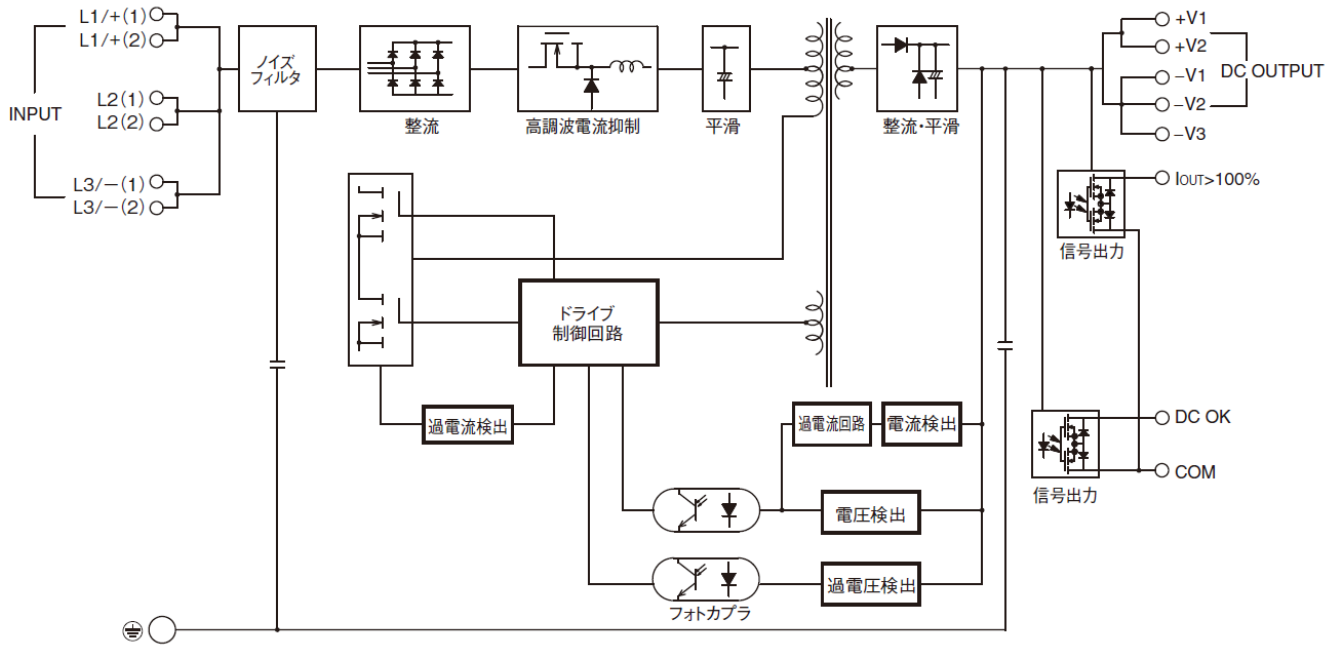 L1/+(1)
L1/+(2)
INPUT
L2(1)
L2(2)
L3/−(1)
L3/−(2)
ノイズ
フィルタ
整流
高調波電流抑制
平滑
整流・平滑
+V1
+V2
DC OUTPUT
−V1
−V2
−V3
IOUT>100%
信号出力
ドライブ
制御回路
過電流検出
過電流回路
電流検出
DC OK
COM
信号出力
電圧検出
過電圧検出
フォトカプラ